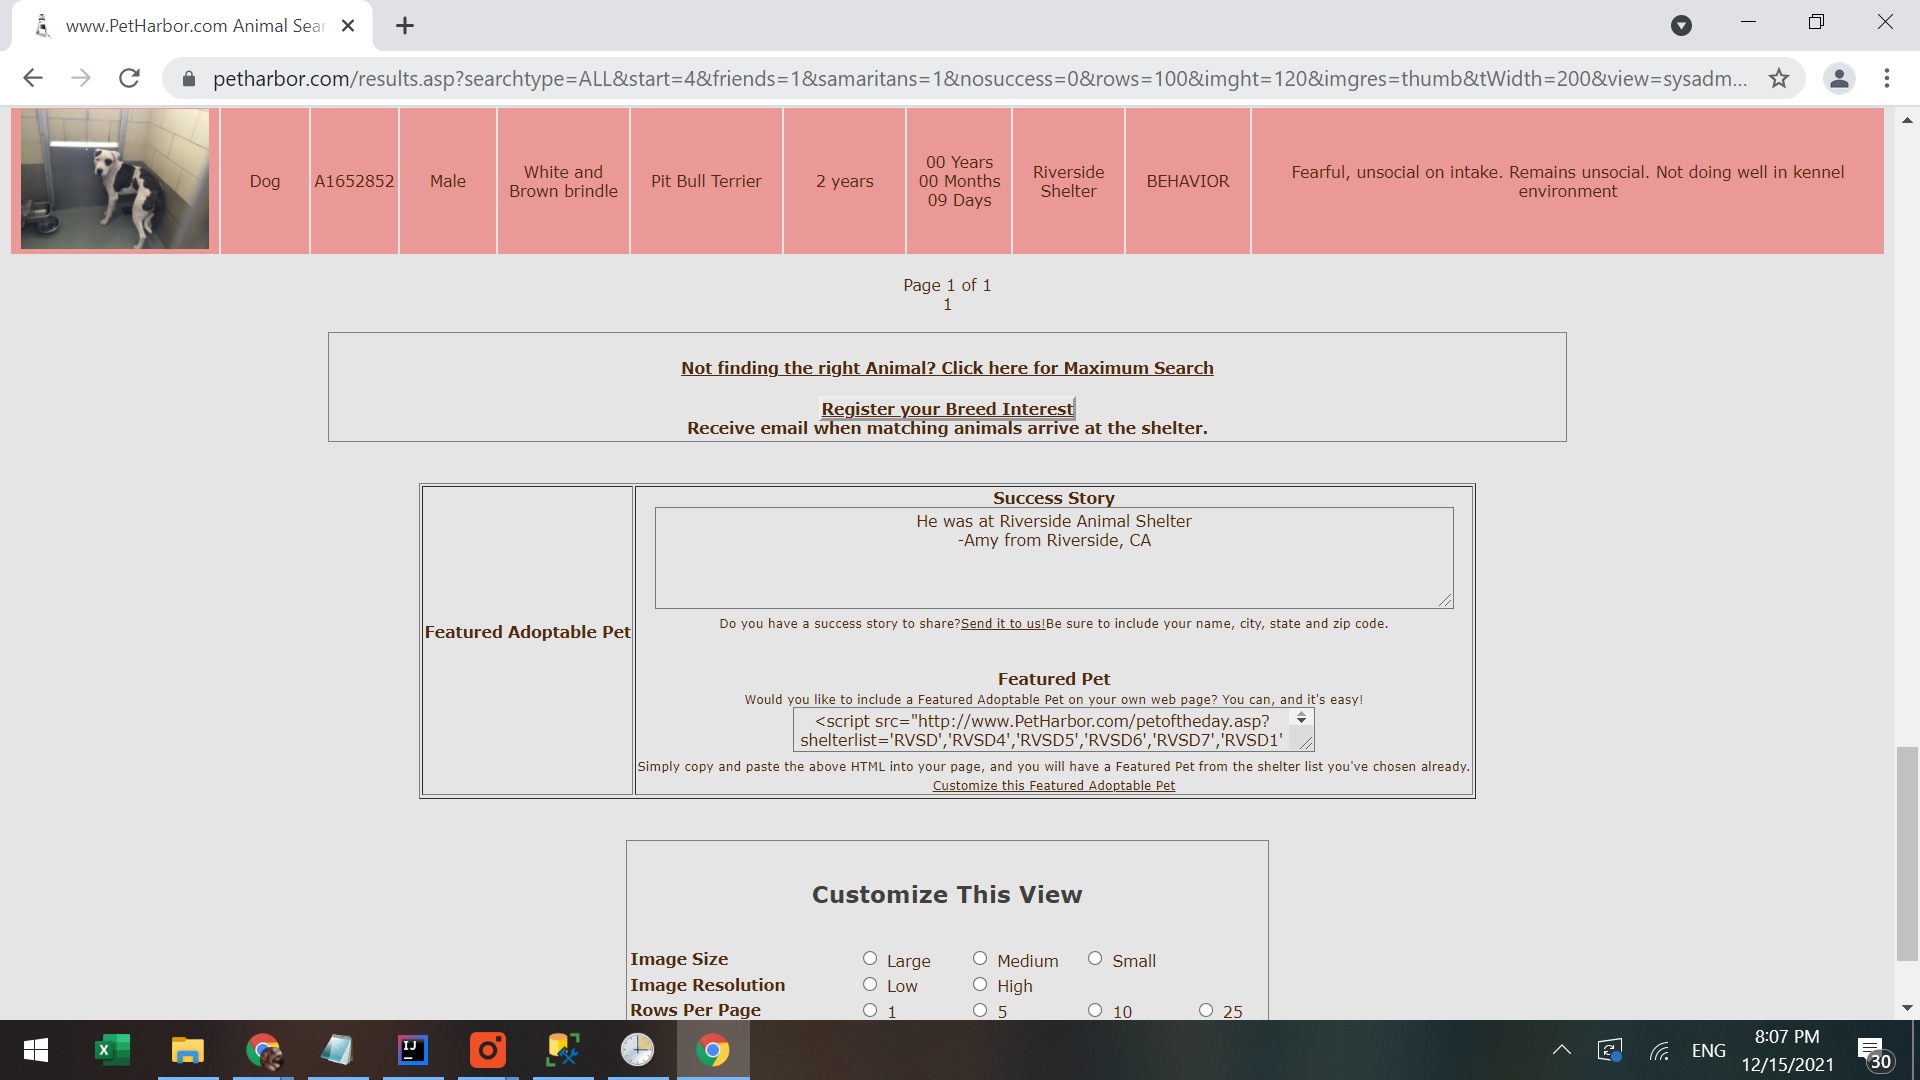 www.PetHarbor.com Animal Sear
petharbor.com/results.asp?searchtype=ALL&start=4&friends=1&samaritans=1&nosuccess=0&rows=100&imght=120&imgres=thumb&tWidth=200&view=sysadm...
Dog
A1652852
Male
White and
Brown brindle
Pit Bull Terrier
2 years
00 Years
00 Months
09 Days
Riverside
Shelter
BEHAVIOR
Fearful, unsocial on intake. Remains unsocial. Not doing well in kennel
environment
Page 1 of 1
1
Not finding the right Animal? Click here for Maximum Search
Register your Breed Interest
Receive email when matching animals arrive at the shelter.
Featured Adoptable Pet
Success Story
He was at Riverside Animal Shelter
-Amy from Riverside, CA
Do you have a success story to share?Send it to us!Be sure to include your name, city, state and zip code.
Featured Pet
Would you like to include a Featured Adoptable Pet on your own web page? You can, and it's easy!
<script src="http://www.PetHarbor.com/petoftheday.asp?
shelterlist='RVSD','RVSD4','RVSD5','RVSD6','RVSD7','RVSD1'
Simply copy and paste the above HTML into your page, and you will have a Featured Pet from the shelter list you've chosen already.
Customize this Featured Adoptable Pet
Customize This View
Image Size Large Medium Small
Image Resolution Low High
Rows Per Page 1 5 10 25
ENG
8:07 PM
12/15/2021
30